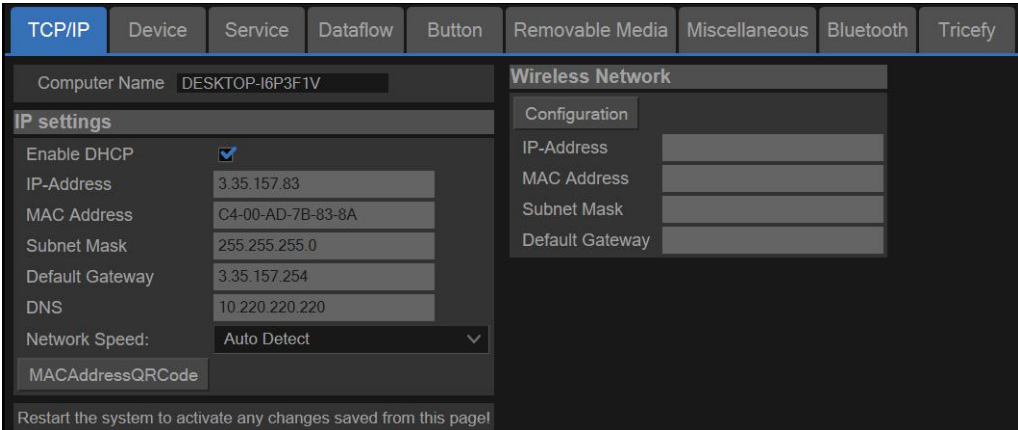 TCP/IP Device Service Dataflow Button Removable Media Miscellaneous Bluetooth Tricefy
Computer Name DESKTOP-I6P3F1V
IP settings
Enable DHCP
IP-Address 3.35.157.83
MAC Address C4-00-AD-7B-83-8A
Subnet Mask 255.255.255.0
Default Gateway 3.35.157.254
DNS 10.220.220.220
Network Speed: Auto Detect
MACAddressQRCode
Restart the system to activate any changes saved from this page!
Wireless Network
Configuration
IP-Address
MAC Address
Subnet Mask
Default Gateway